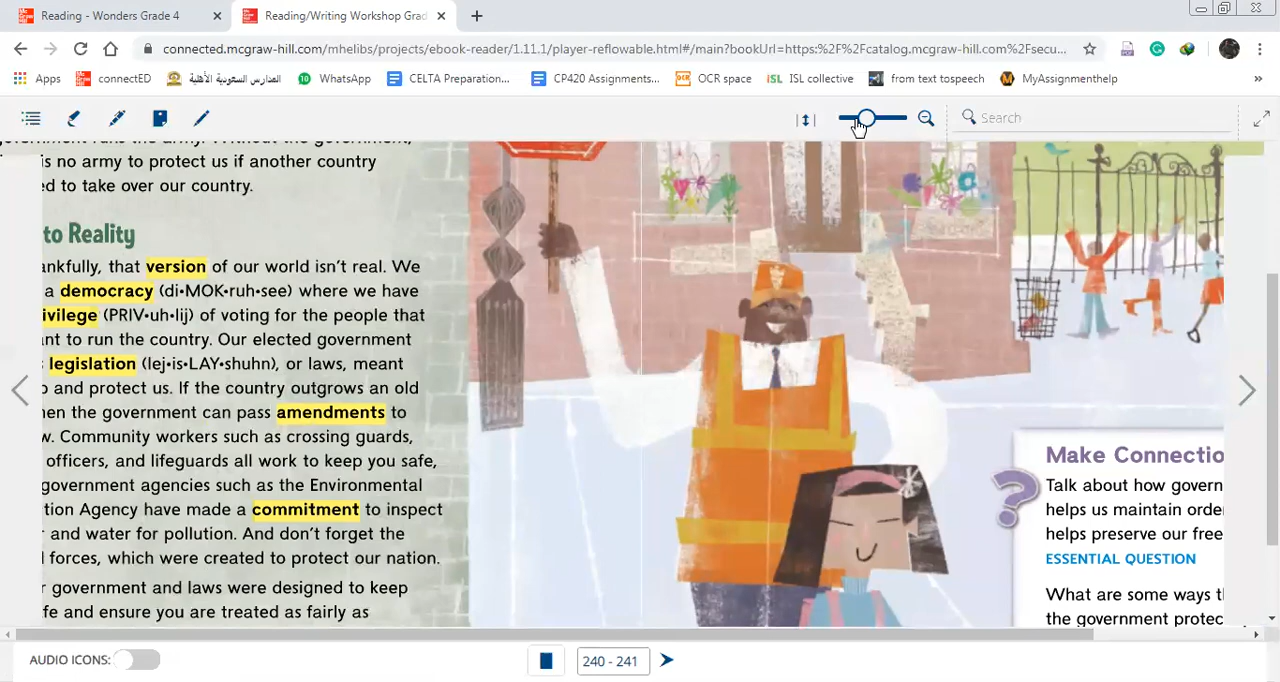 Reading - Wonders Grade 4
Reading/Writing Workshop Grad
connected.mcgraw-hill.com/mhelibs/projects/ebook-reader/1.11.1/player-reflowable.html#/main?bookUrl=https:%2F%2Fcatalog.mcgraw-hill.com%2Fsecu...
Apps
connectED
المدارس السعودية الأهلية
WhatsApp
CELTA Preparation...
CP420 Assignments...
OCR space
ISL collective
from text tospeech
MyAssignmenthelp
»
Search
government runs the army. Without the government,
is no army to protect us if another country
ed to take over our country.
to Reality
ankfully, that version of our world isn't real. We
a democracy (di•MOK•ruh•see) where we have
ivilege (PRIV•uh•lij) of voting for the people that
ant to run the country. Our elected government
legislation (lej•is•LAY•shuhn), or laws, meant
o and protect us. If the country outgrows an old
hen the government can pass amendments to
w. Community workers such as crossing guards,
officers, and lifeguards all work to keep you safe,
government agencies such as the Environmental
tion Agency have made a commitment to inspect
r and water for pollution. And don't forget the
l forces, which were created to protect our nation.
r government and laws were designed to keep
fe and ensure you are treated as fairly as
?
Make Connectio
Talk about how govern
helps us maintain orde
helps preserve our free
ESSENTIAL QUESTION
What are some ways t
the government protec
AUDIO ICONS:
240 - 241